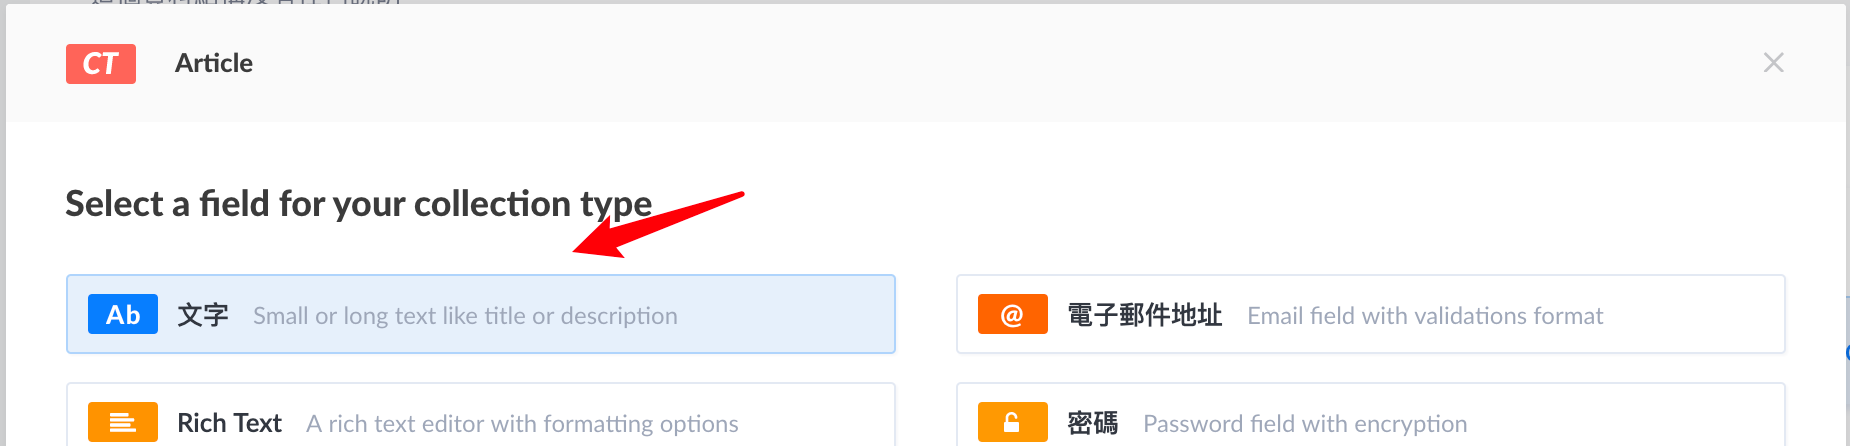 CT Article
Select a field for your collection type
Ab 文字 Small or long text like title or description
@ 電子郵件地址 Email field with validations format
Rich Text A rich text editor with formatting options
密碼 Password field with encryption